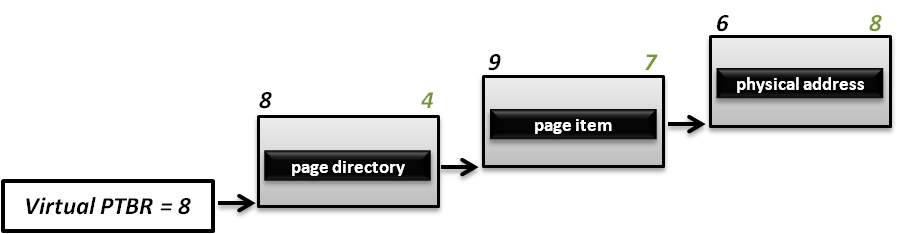 6 8
physical address
9 7
page item
8 4
page directory
Virtual PTBR = 8